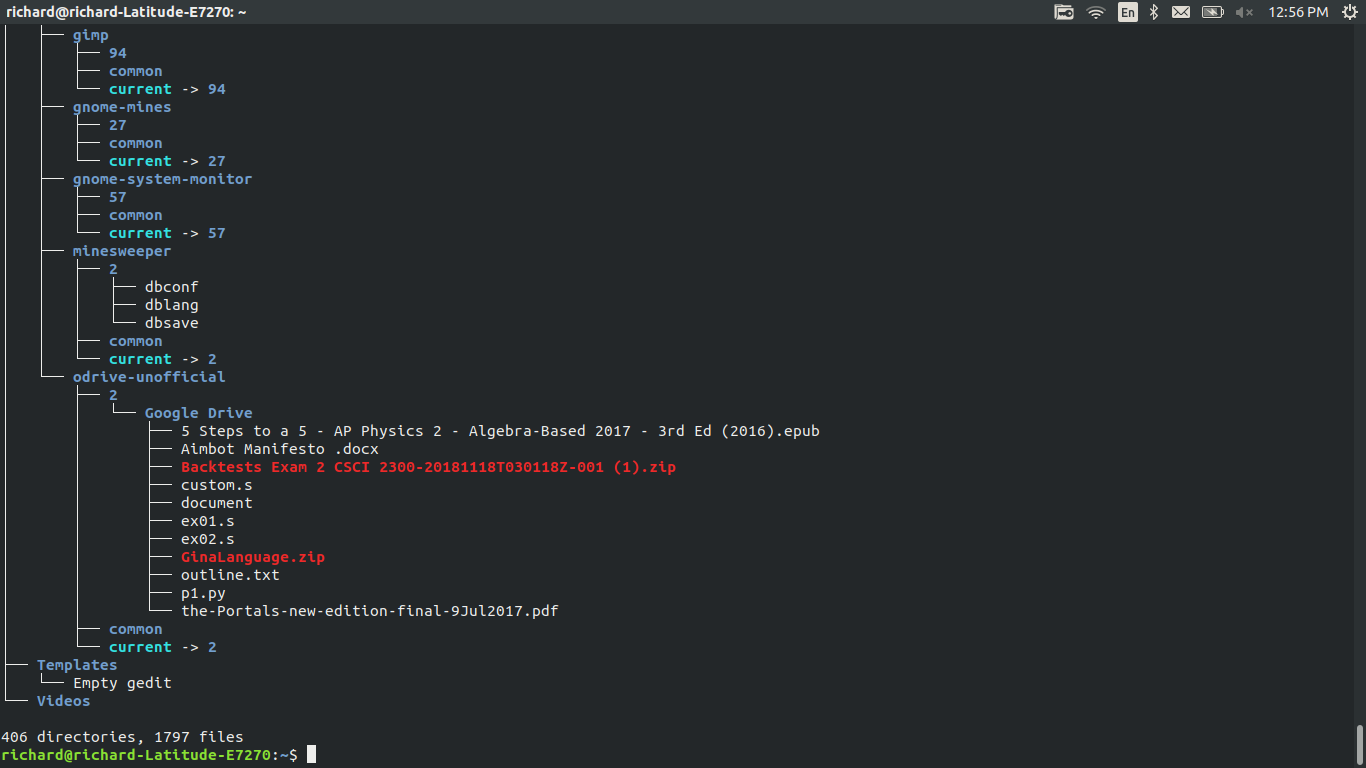 richard@richard-Latitude-E7270: ~ En 12:56 PM
├── gimp
├── 94
├── common
└── current -> 94
├── gnome-mines
├── 27
├── common
└── current -> 27
├── gnome-system-monitor
├── 57
├── common
└── current -> 57
├── minesweeper
├── 2
├── dbconf
├── dblang
└── dbsave
├── common
└── current -> 2
└── odrive-unofficial
├── 2
└── Google Drive
├── 5 Steps to a 5 - AP Physics 2 - Algebra-Based 2017 - 3rd Ed (2016).epub
├── Aimbot Manifesto .docx
├── Backtests Exam 2 CSCI 2300-20181118T030118Z-001 (1).zip
├── custom.s
├── document
├── ex01.s
├── ex02.s
├── GinaLanguage.zip
├── outline.txt
├── p1.py
└── the-Portals-new-edition-final-9Jul2017.pdf
├── common
└── current -> 2
├── Templates
└── Empty gedit
└── Videos
406 directories, 1797 files
richard@richard-Latitude-E7270:~$